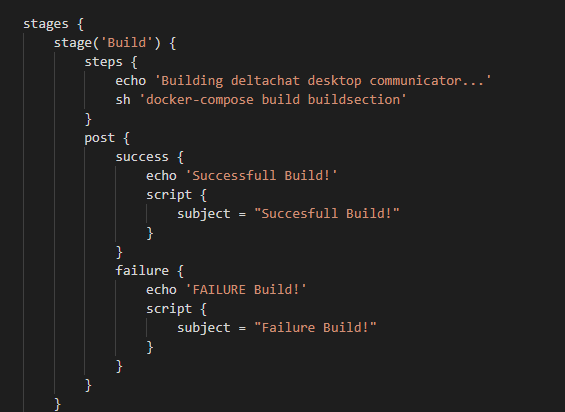 stages {
    stage('Build') {
        steps {
            echo 'Building deltachat desktop communicator...'
            sh 'docker-compose build buildsection'
        }
        post {
            success {
                echo 'Successfull Build!'
                script {
                    subject = "Succesfull Build!"
                }
            }
            failure {
                echo 'FAILURE Build!'
                script {
                    subject = "Failure Build!"
                }
            }
        }
    }